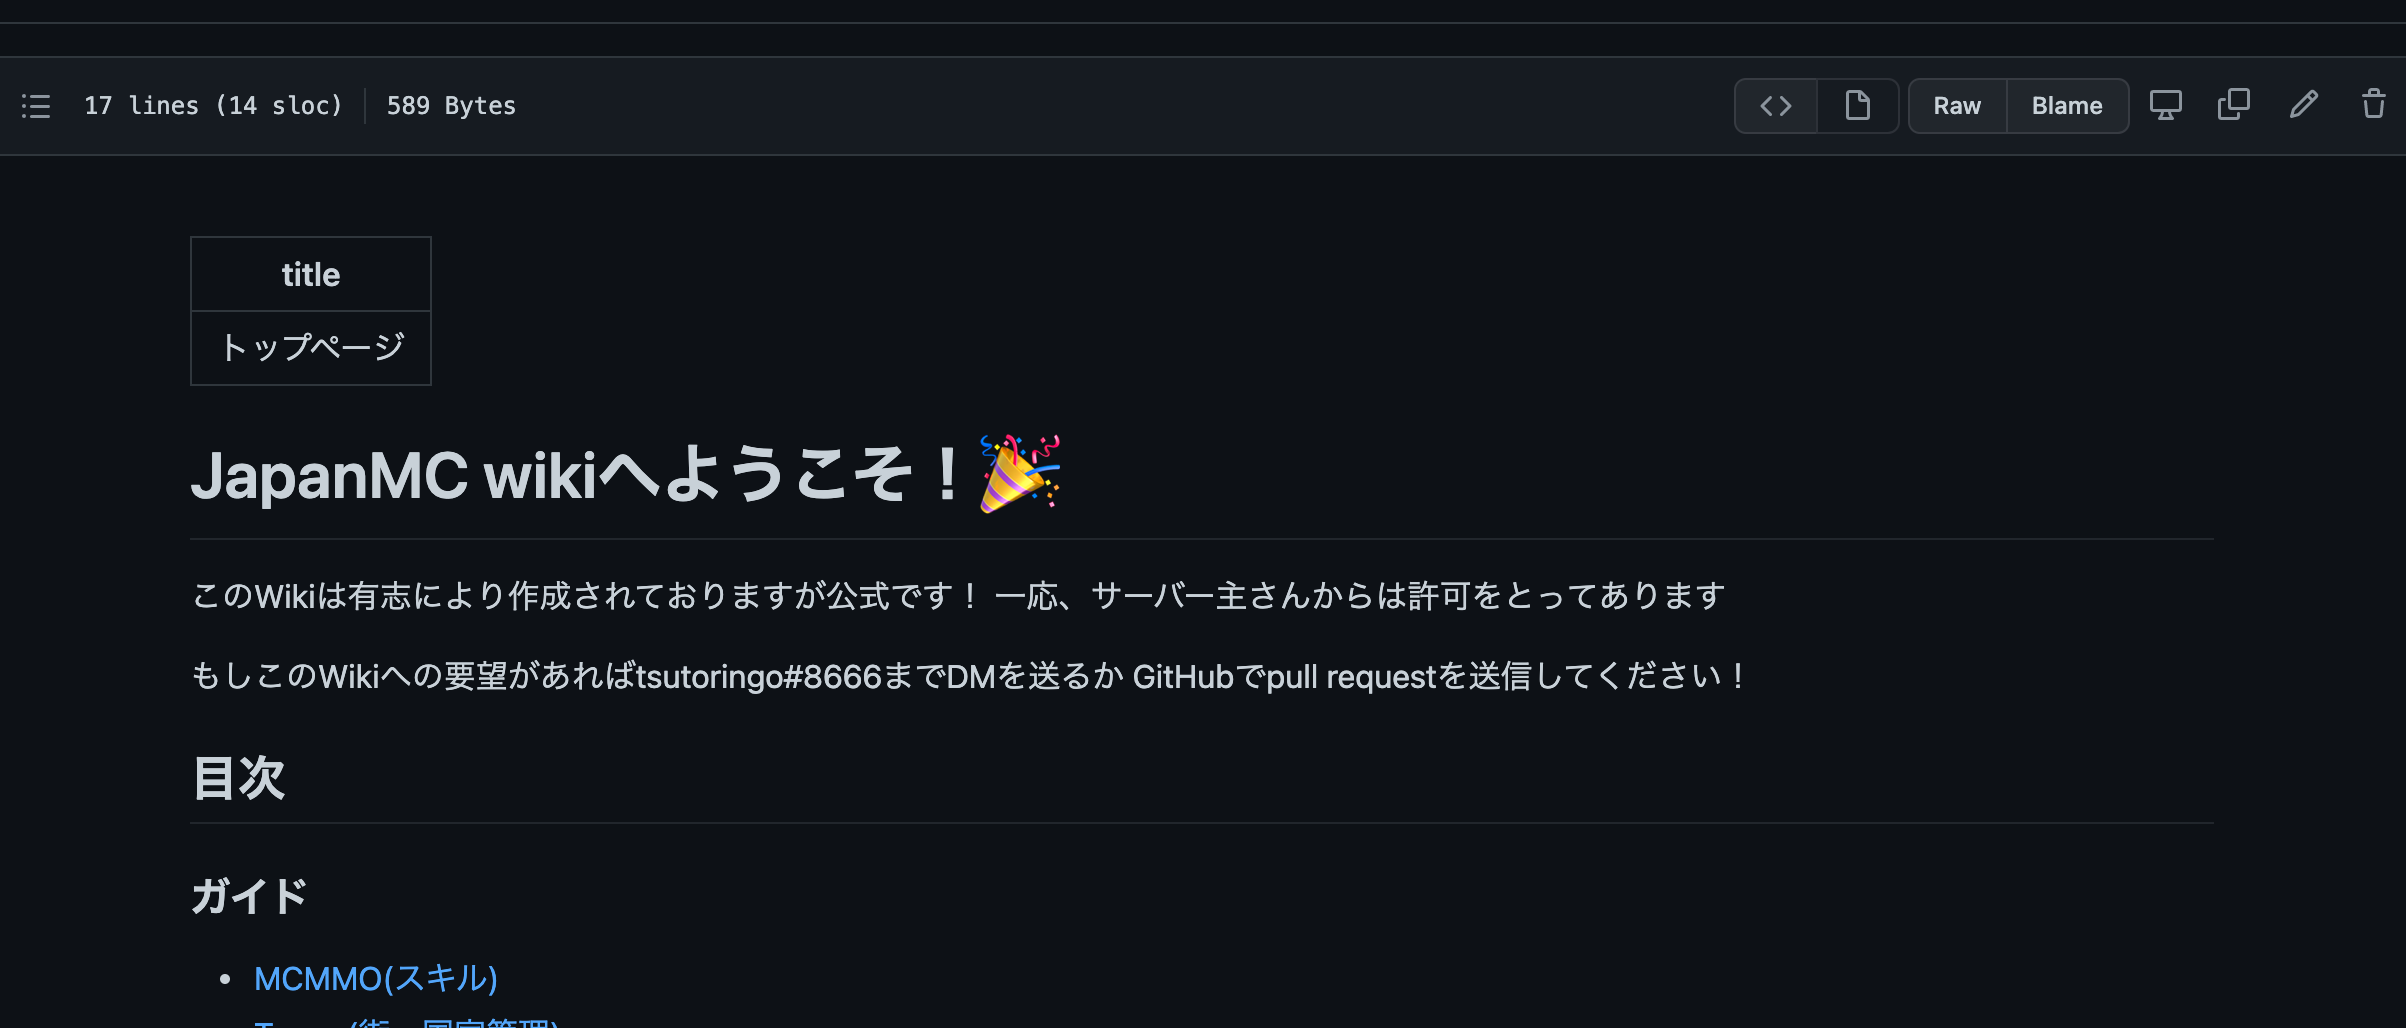 17 lines (14 sloc) 589 Bytes
Raw Blame
title
トップページ
JapanMC wikiへようこそ！🎉
このWikiは有志により作成されておりますが公式です！ 一応、サーバー主さんからは許可をとってあります
もしこのWikiへの要望があればtsutoringo#8666までDMを送るか GitHubでpull requestを送信してください！
目次
ガイド
MCMMO(スキル)